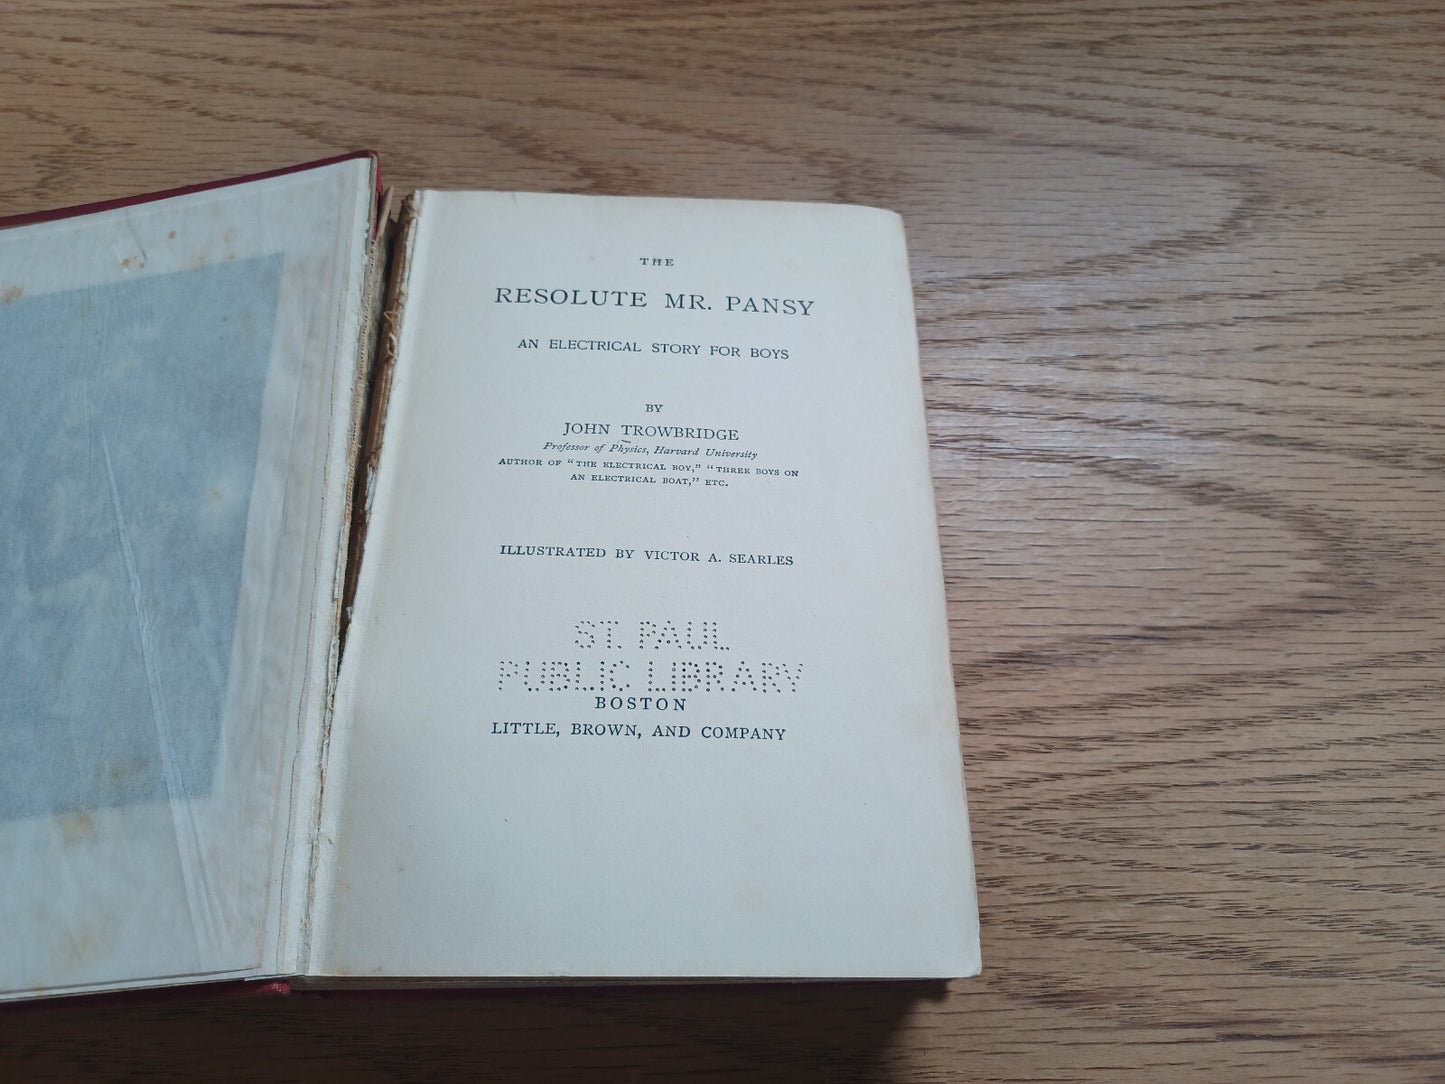 THE
RESOLUTE MR. PANSY
AN ELECTRICAL STORY FOR BOYS
BY
JOHN TROWBRIDGE
Professor of Physics, Harvard University
AUTHOR OF "THE ELECTRICAL BOY," "THREE BOYS ON
AN ELECTRICAL BOAT," ETC.
ILLUSTRATED BY VICTOR A. SEARLES
ST. PAUL
PUBLIC LIBRARY
BOSTON
LITTLE, BROWN, AND COMPANY